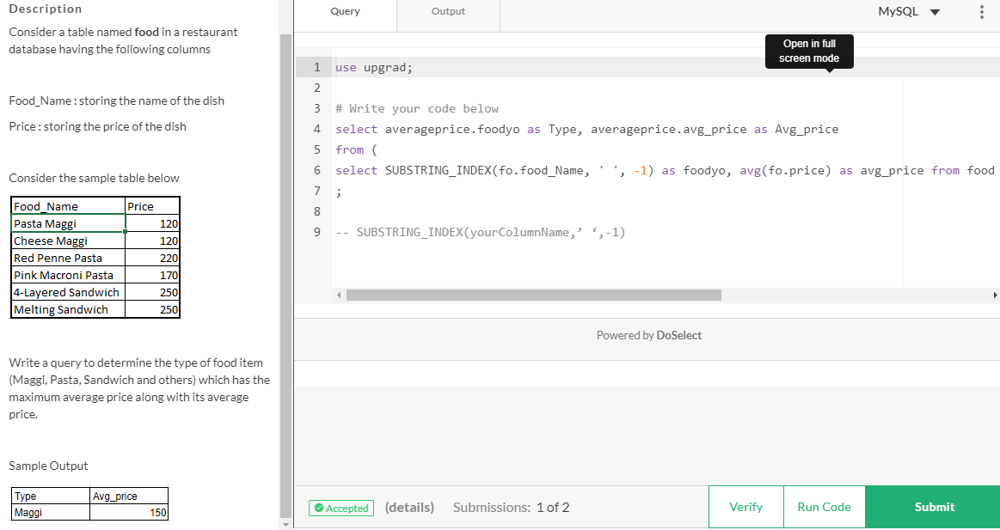 Description
Consider a table named food in a restaurant
database having the following columns
Food_Name : storing the name of the dish
Price : storing the price of the dish
Consider the sample table below
Food_Name Price
Pasta Maggi 120
Cheese Maggi 120
Red Penne Pasta 220
Pink Macroni Pasta 170
4-Layered Sandwich 250
Melting Sandwich 250
Write a query to determine the type of food item
(Maggi, Pasta, Sandwich and others) which has the
maximum average price along with its average
price.
Sample Output
Type Avg_price
Maggi 150
Query Output MySQL
Open in full
screen mode
1 use upgrad;
2
3 # Write your code below
4 select averageprice.foodyo as Type, averageprice.avg_price as Avg_price
5 from (
6 select SUBSTRING_INDEX(fo.food_Name, ' ', -1) as foodyo, avg(fo.price) as avg_price from food
7 ;
8
9 -- SUBSTRING_INDEX(yourColumnName,’ ‘,-1)
Powered by DoSelect
Accepted (details) Submissions: 1 of 2
Verify Run Code Submit